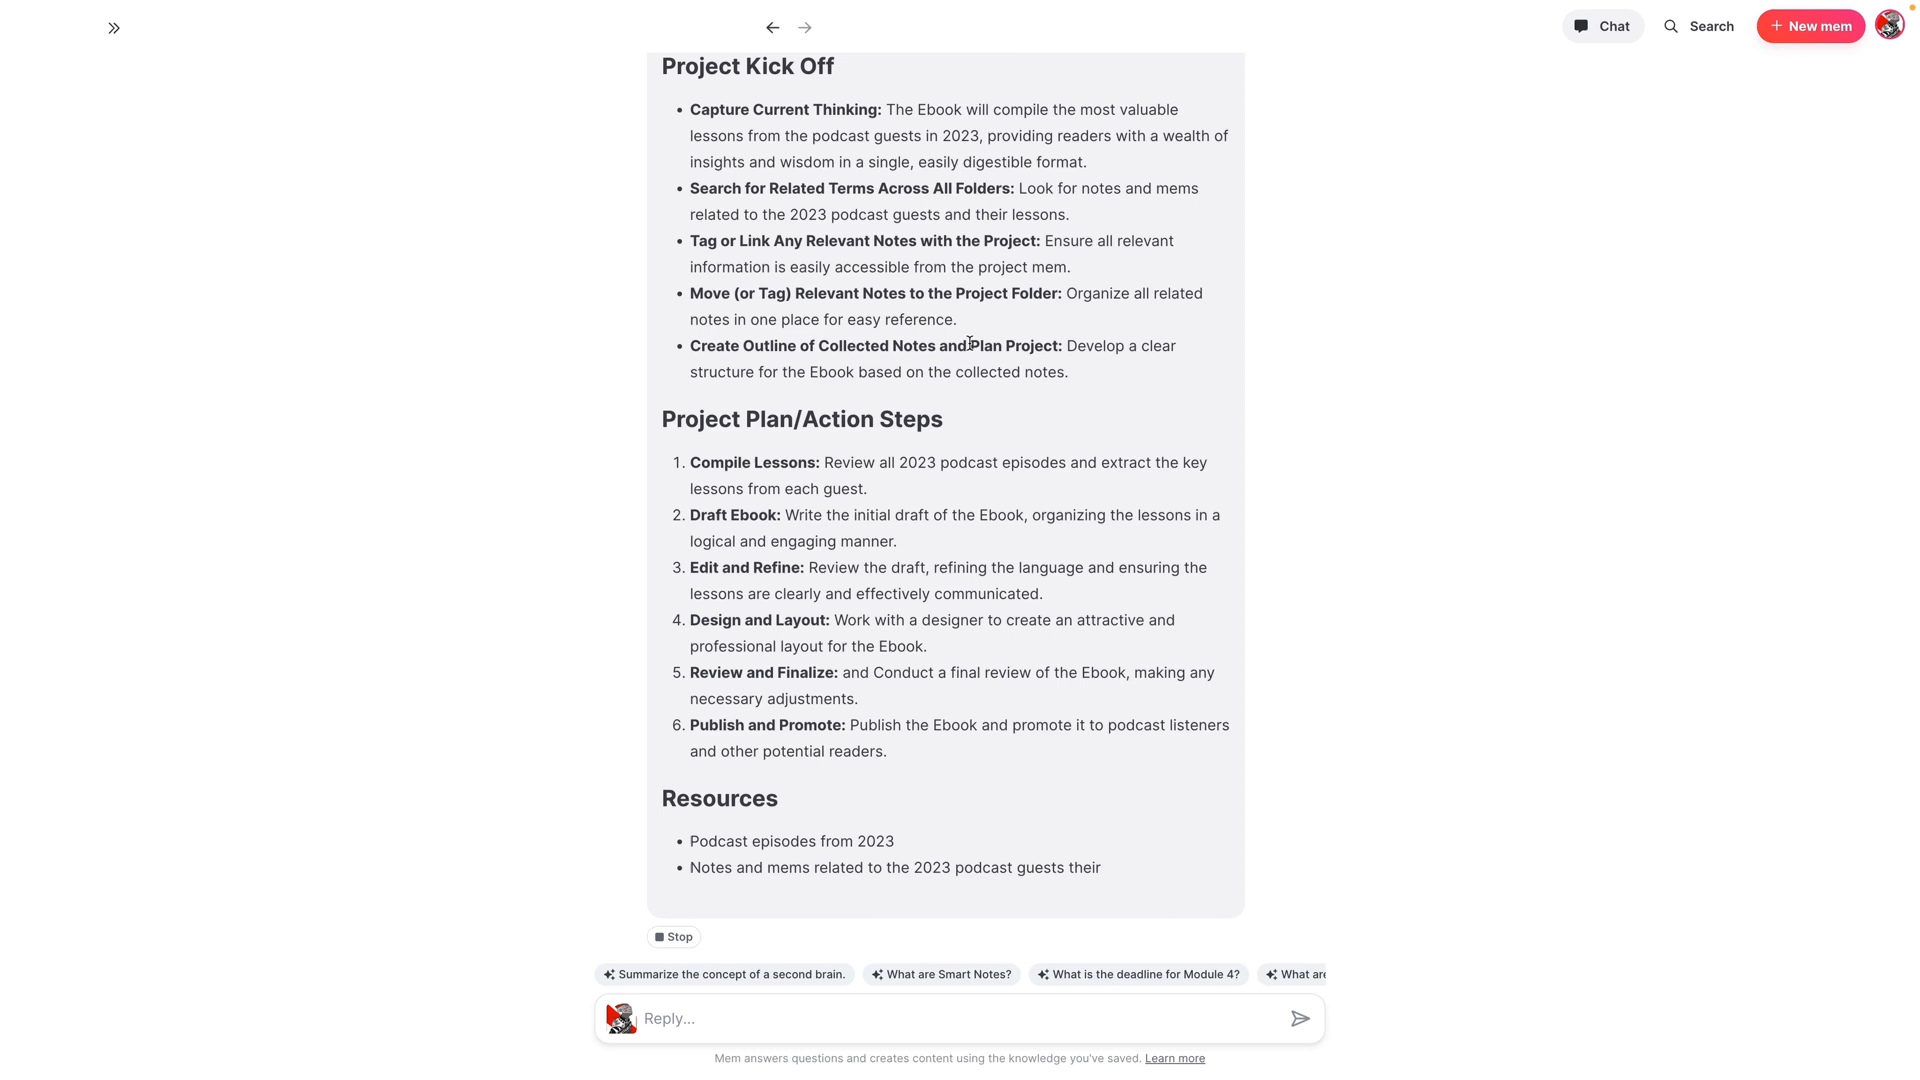 Chat
Search
New mem
Project Kick Off
• Capture Current Thinking: The Ebook will compile the most valuable
lessons from the podcast guests in 2023, providing readers with a wealth of
insights and wisdom in a single, easily digestible format.
• Search for Related Terms Across All Folders: Look for notes and mems
related to the 2023 podcast guests and their lessons.
• Tag or Link Any Relevant Notes with the Project: Ensure all relevant
information is easily accessible from the project mem.
• Move (or Tag) Relevant Notes to the Project Folder: Organize all related
notes in one place for easy reference.
• Create Outline of Collected Notes and Plan Project: Develop a clear
structure for the Ebook based on the collected notes.
Project Plan/Action Steps
1. Compile Lessons: Review all 2023 podcast episodes and extract the key
lessons from each guest.
2. Draft Ebook: Write the initial draft of the Ebook, organizing the lessons in a
logical and engaging manner.
3. Edit and Refine: Review the draft, refining the language and ensuring the
lessons are clearly and effectively communicated.
4. Design and Layout: Work with a designer to create an attractive and
professional layout for the Ebook.
5. Review and Finalize: and Conduct a final review of the Ebook, making any
necessary adjustments.
6. Publish and Promote: Publish the Ebook and promote it to podcast listeners
and other potential readers.
Resources
• Podcast episodes from 2023
• Notes and mems related to the 2023 podcast guests their
Stop
Summarize the concept of a second brain.
What are Smart Notes?
What is the deadline for Module 4?
What are
Reply...
Mem answers questions and creates content using the knowledge you've saved. Learn more